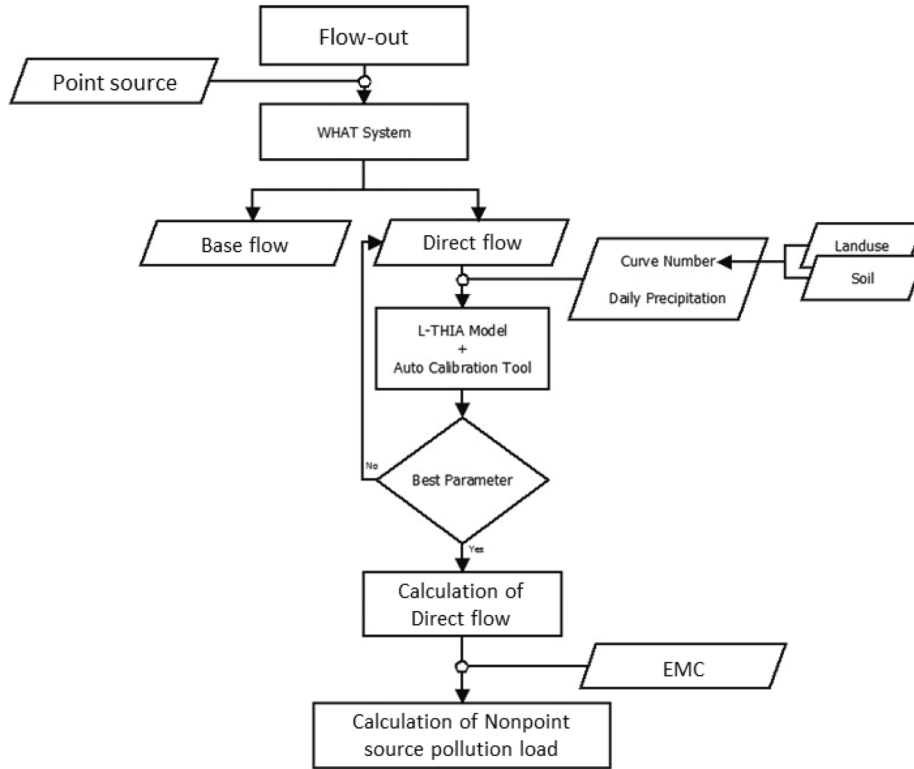 Flow-out
Point source
WHAT System
Base flow
Direct flow
Landuse
Curve Number
Soil
Daily Precipitation
L-THIA Model
+
Auto Calibration Tool
No
Best Parameter
Yes
Calculation of
Direct flow
EMC
Calculation of Nonpoint
source pollution load